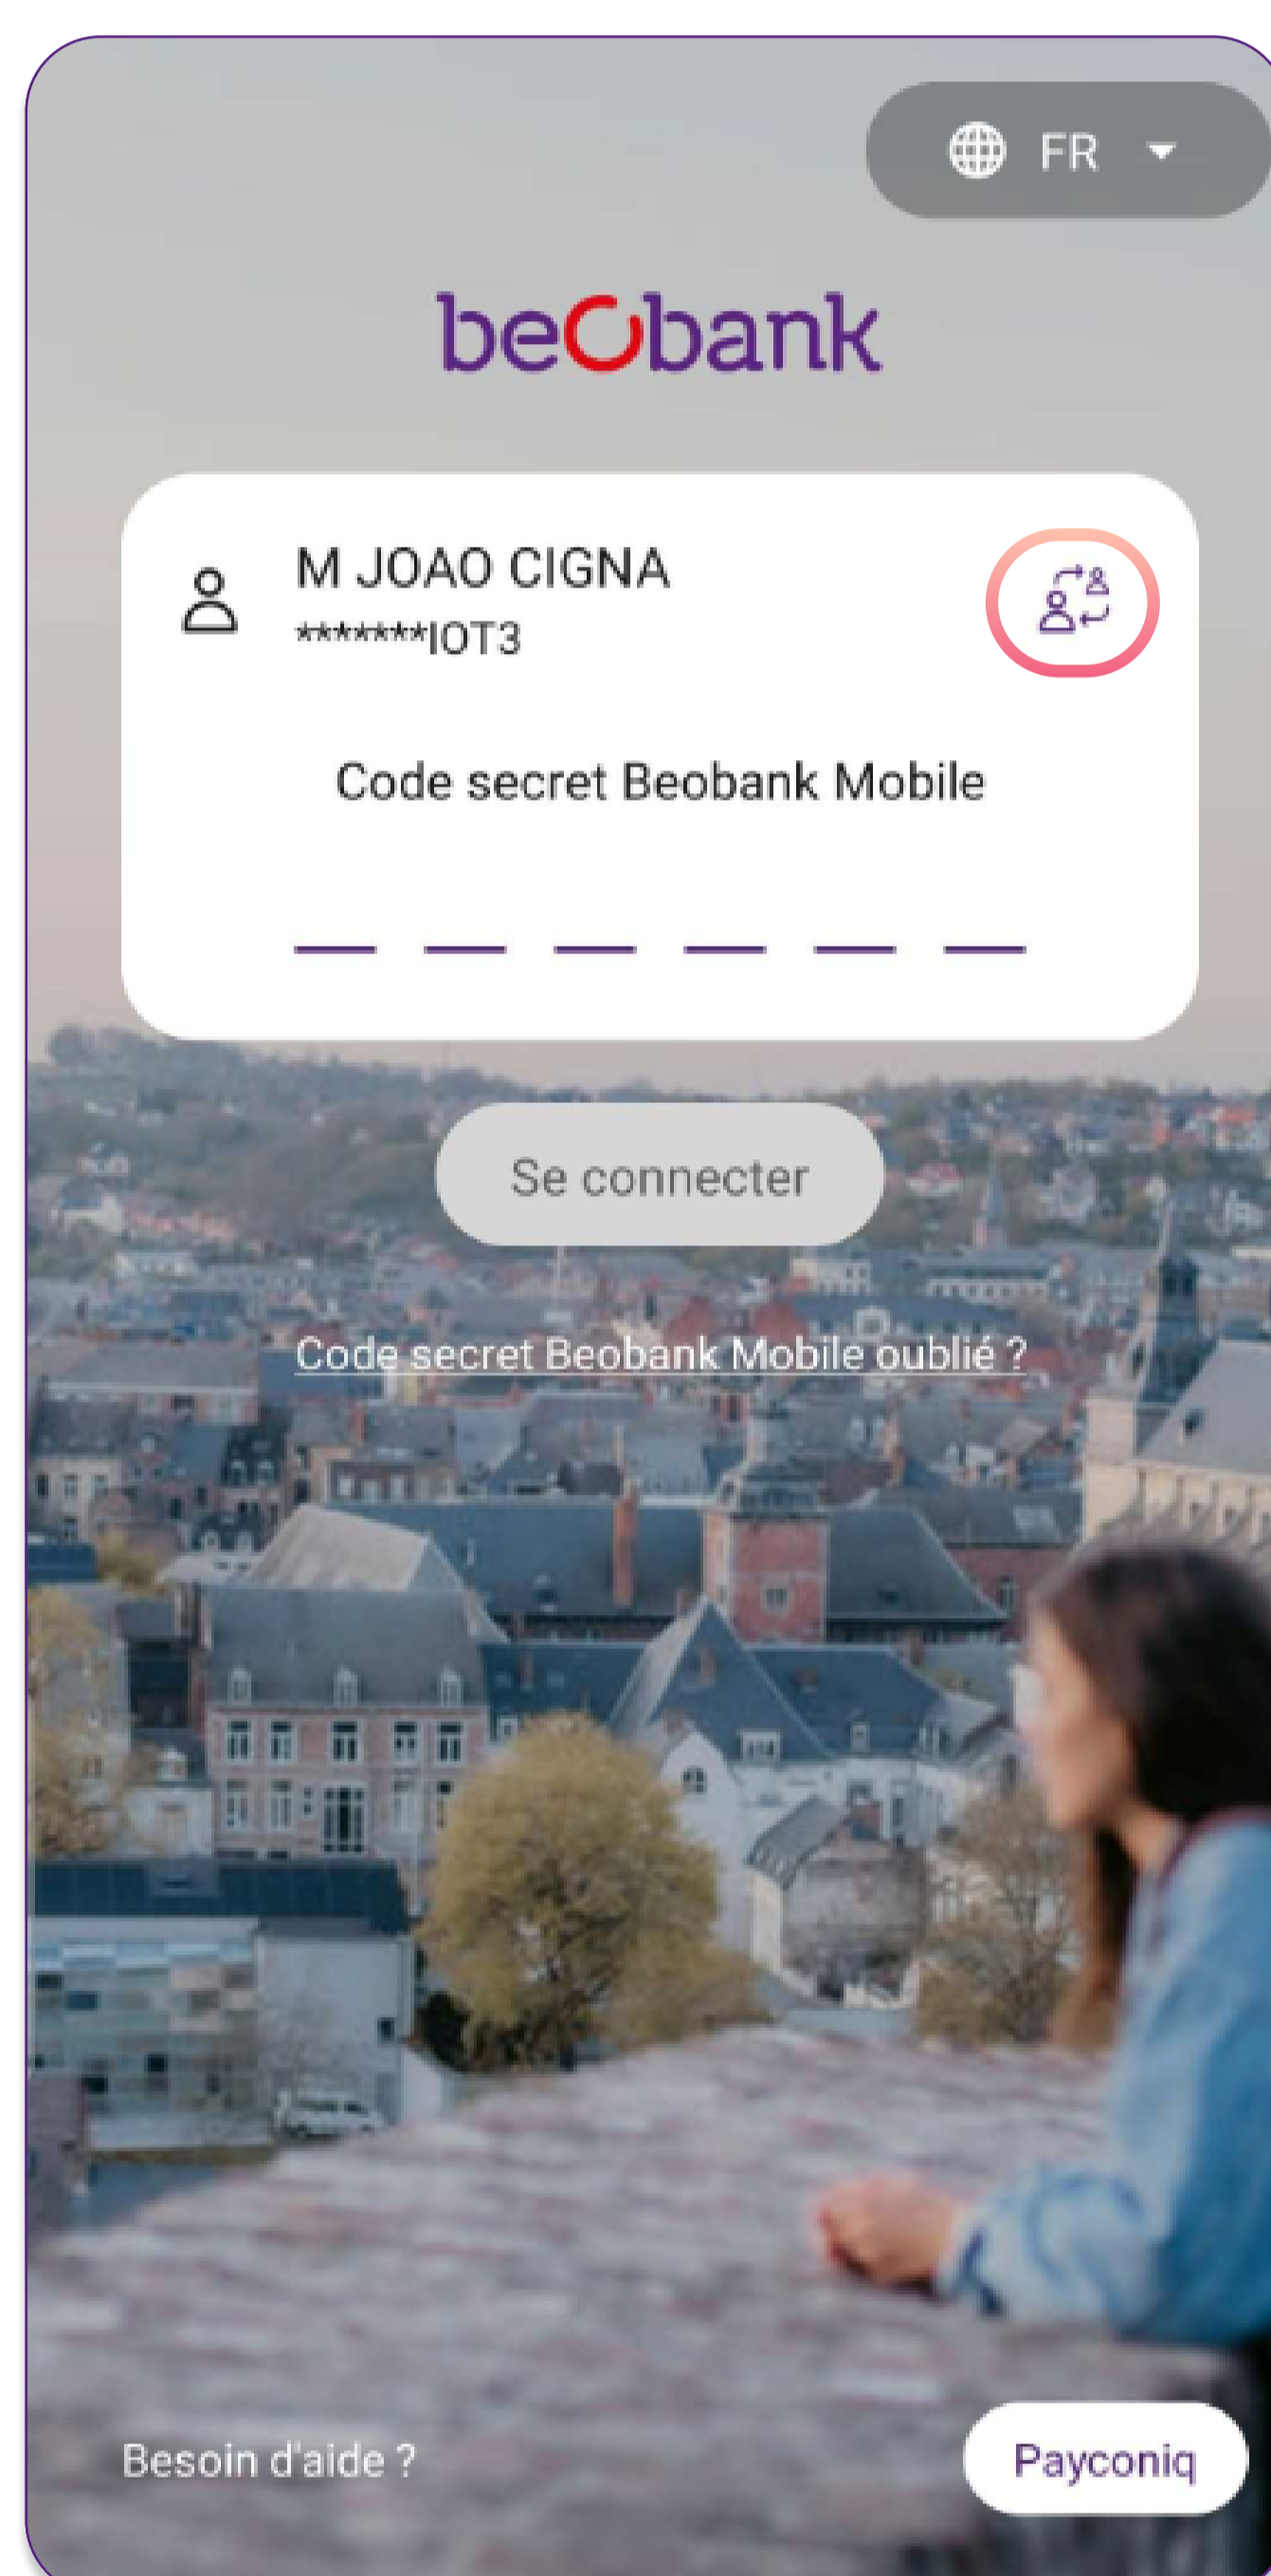 FR
beobank
M JOAO CIGNA
*******IOT3
Code secret Beobank Mobile
Se connecter
Code secret Beobank Mobile oublié ?
Besoin d'aide ?
Payconiq